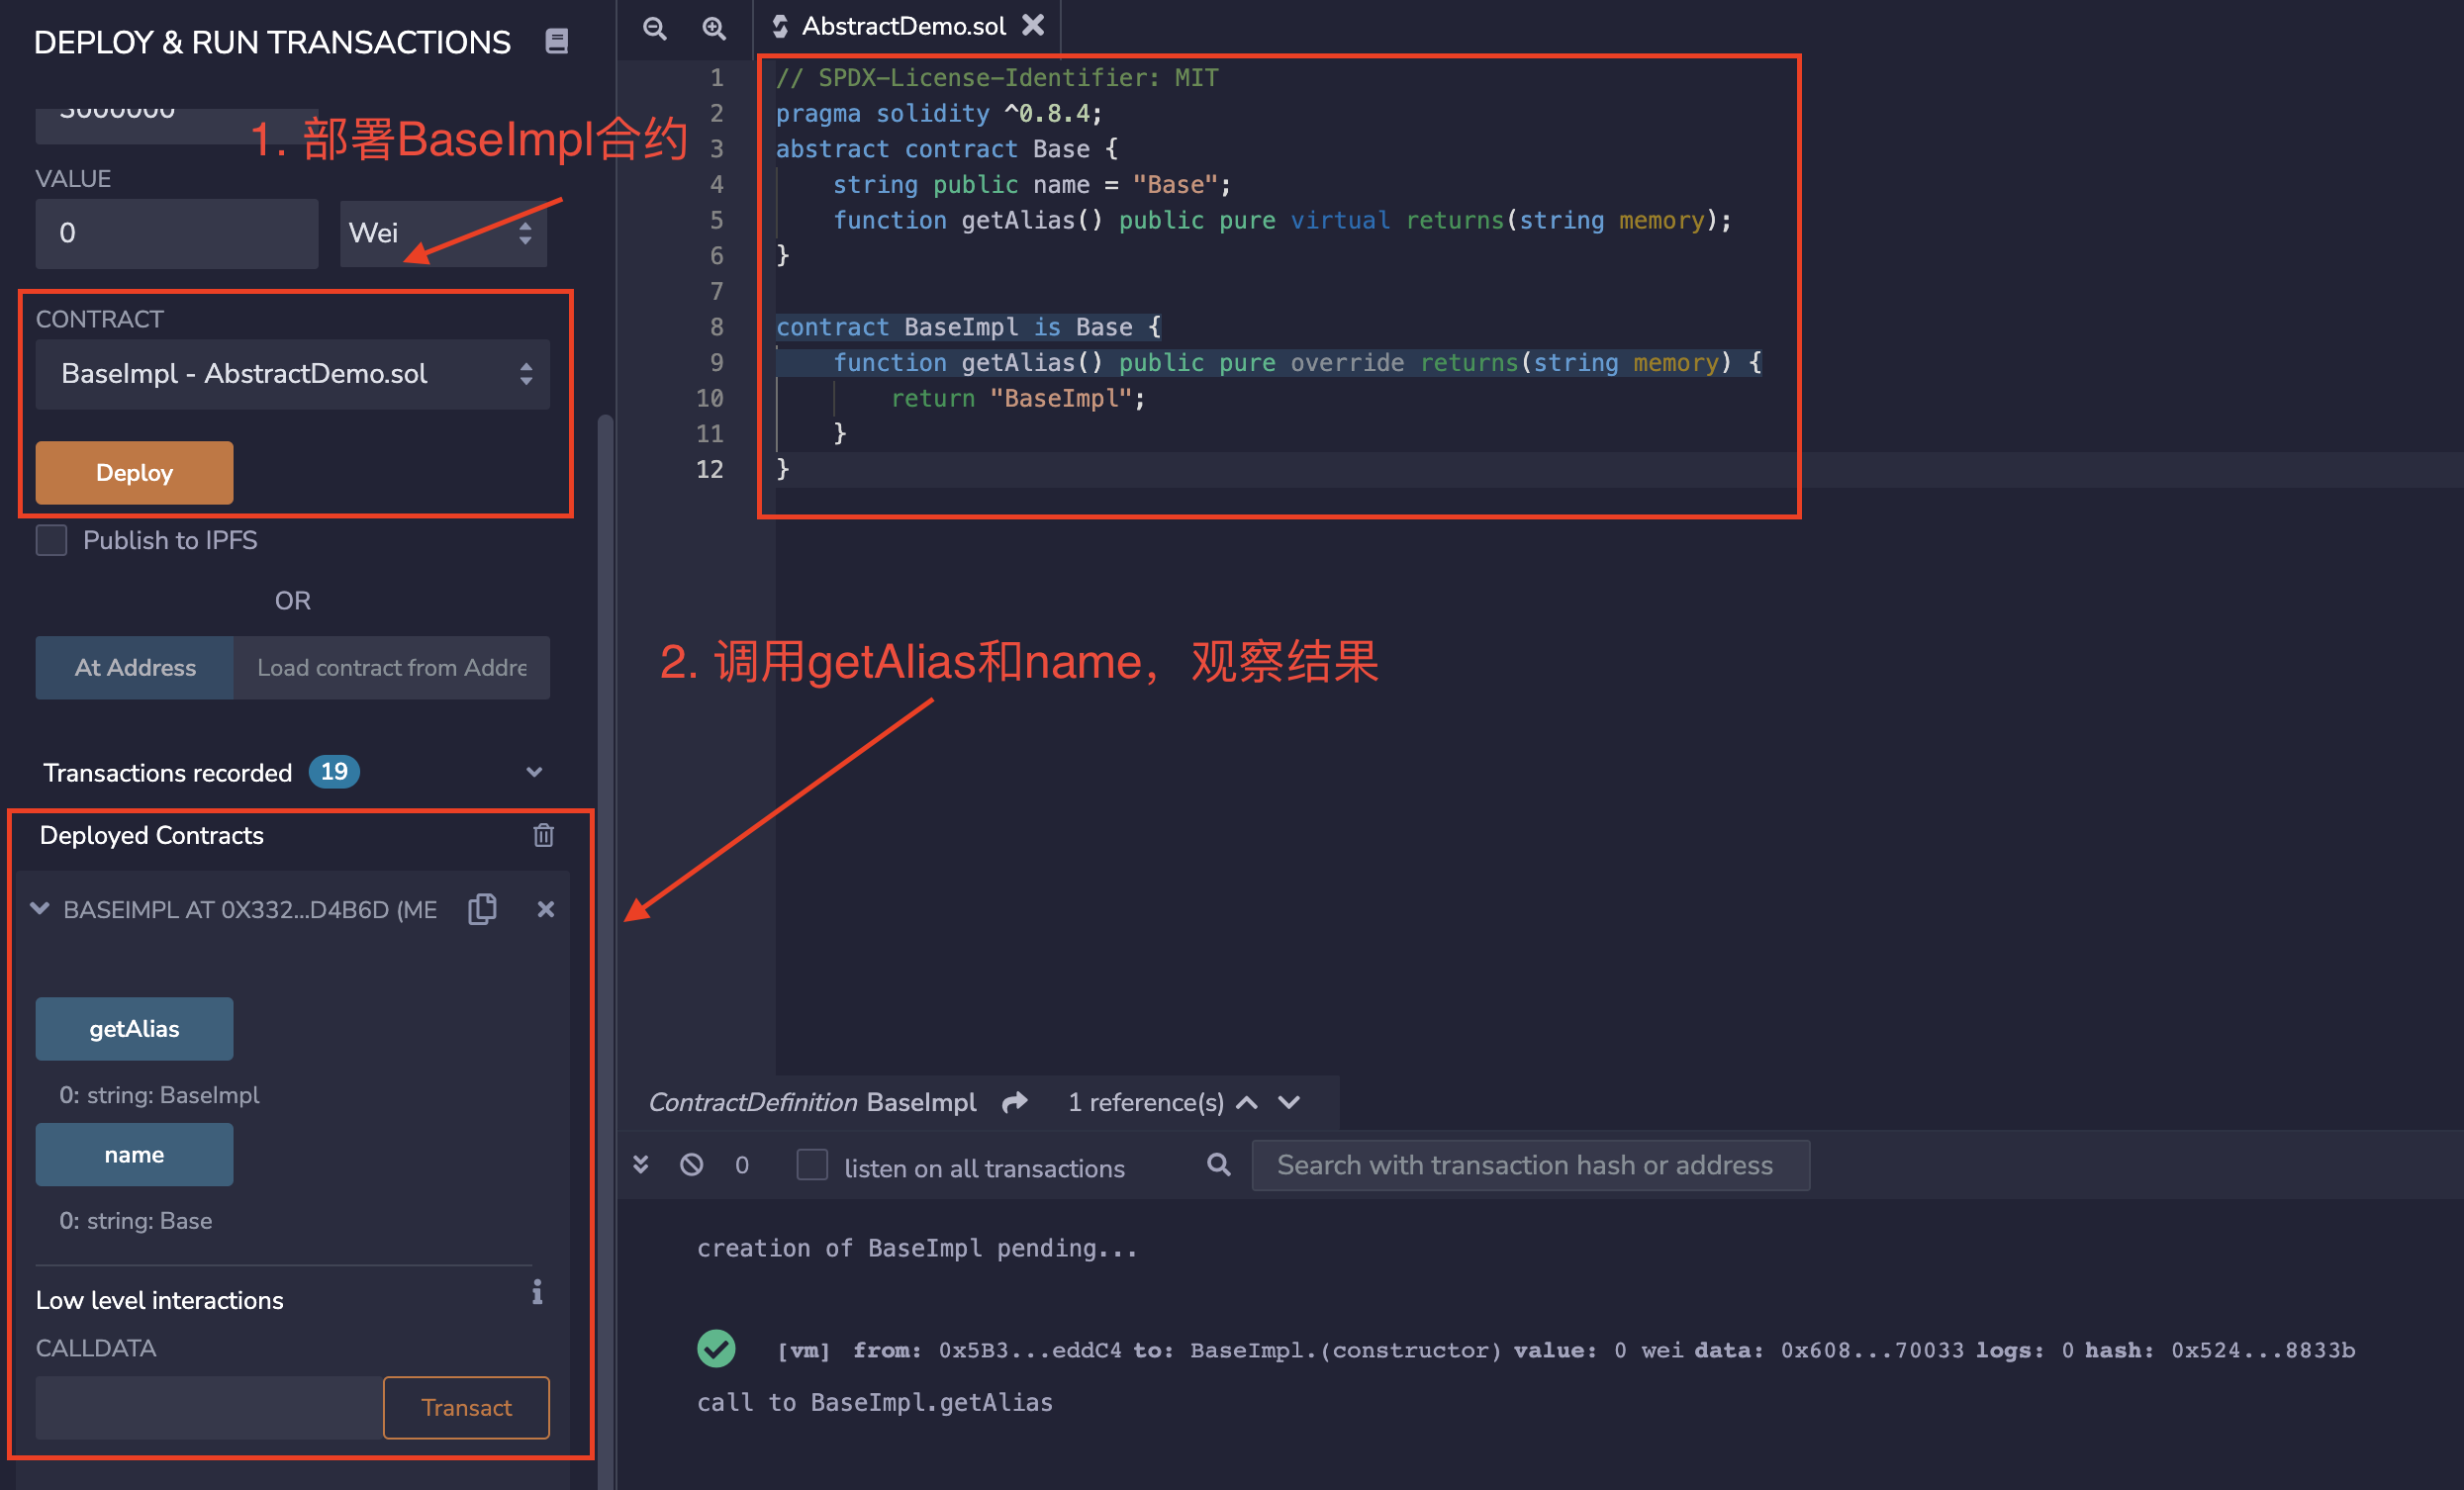 DEPLOY & RUN TRANSACTIONS
3000000
1. 部署BaseImpl合约
VALUE
0
Wei
CONTRACT
BaseImpl - AbstractDemo.sol
Deploy
Publish to IPFS
OR
At Address
Load contract from Addre
Transactions recorded 19
Deployed Contracts
BASEIMPL AT 0X332...D4B6D (ME
getAlias
0: string: BaseImpl
name
0: string: Base
Low level interactions
CALLDATA
Transact
AbstractDemo.sol
1 // SPDX-License-Identifier: MIT
2 pragma solidity ^0.8.4;
3 abstract contract Base {
4 string public name = "Base";
5 function getAlias() public pure virtual returns(string memory);
6 }
7
8 contract BaseImpl is Base {
9 function getAlias() public pure override returns(string memory) {
10 return "BaseImpl";
11 }
12 }
2. 调用getAlias和name，观察结果
ContractDefinition BaseImpl 1 reference(s)
0 listen on all transactions Search with transaction hash or address
creation of BaseImpl pending...
[vm] from: 0x5B3...eddC4 to: BaseImpl.(constructor) value: 0 wei data: 0x608...70033 logs: 0 hash: 0x524...8833b
call to BaseImpl.getAlias